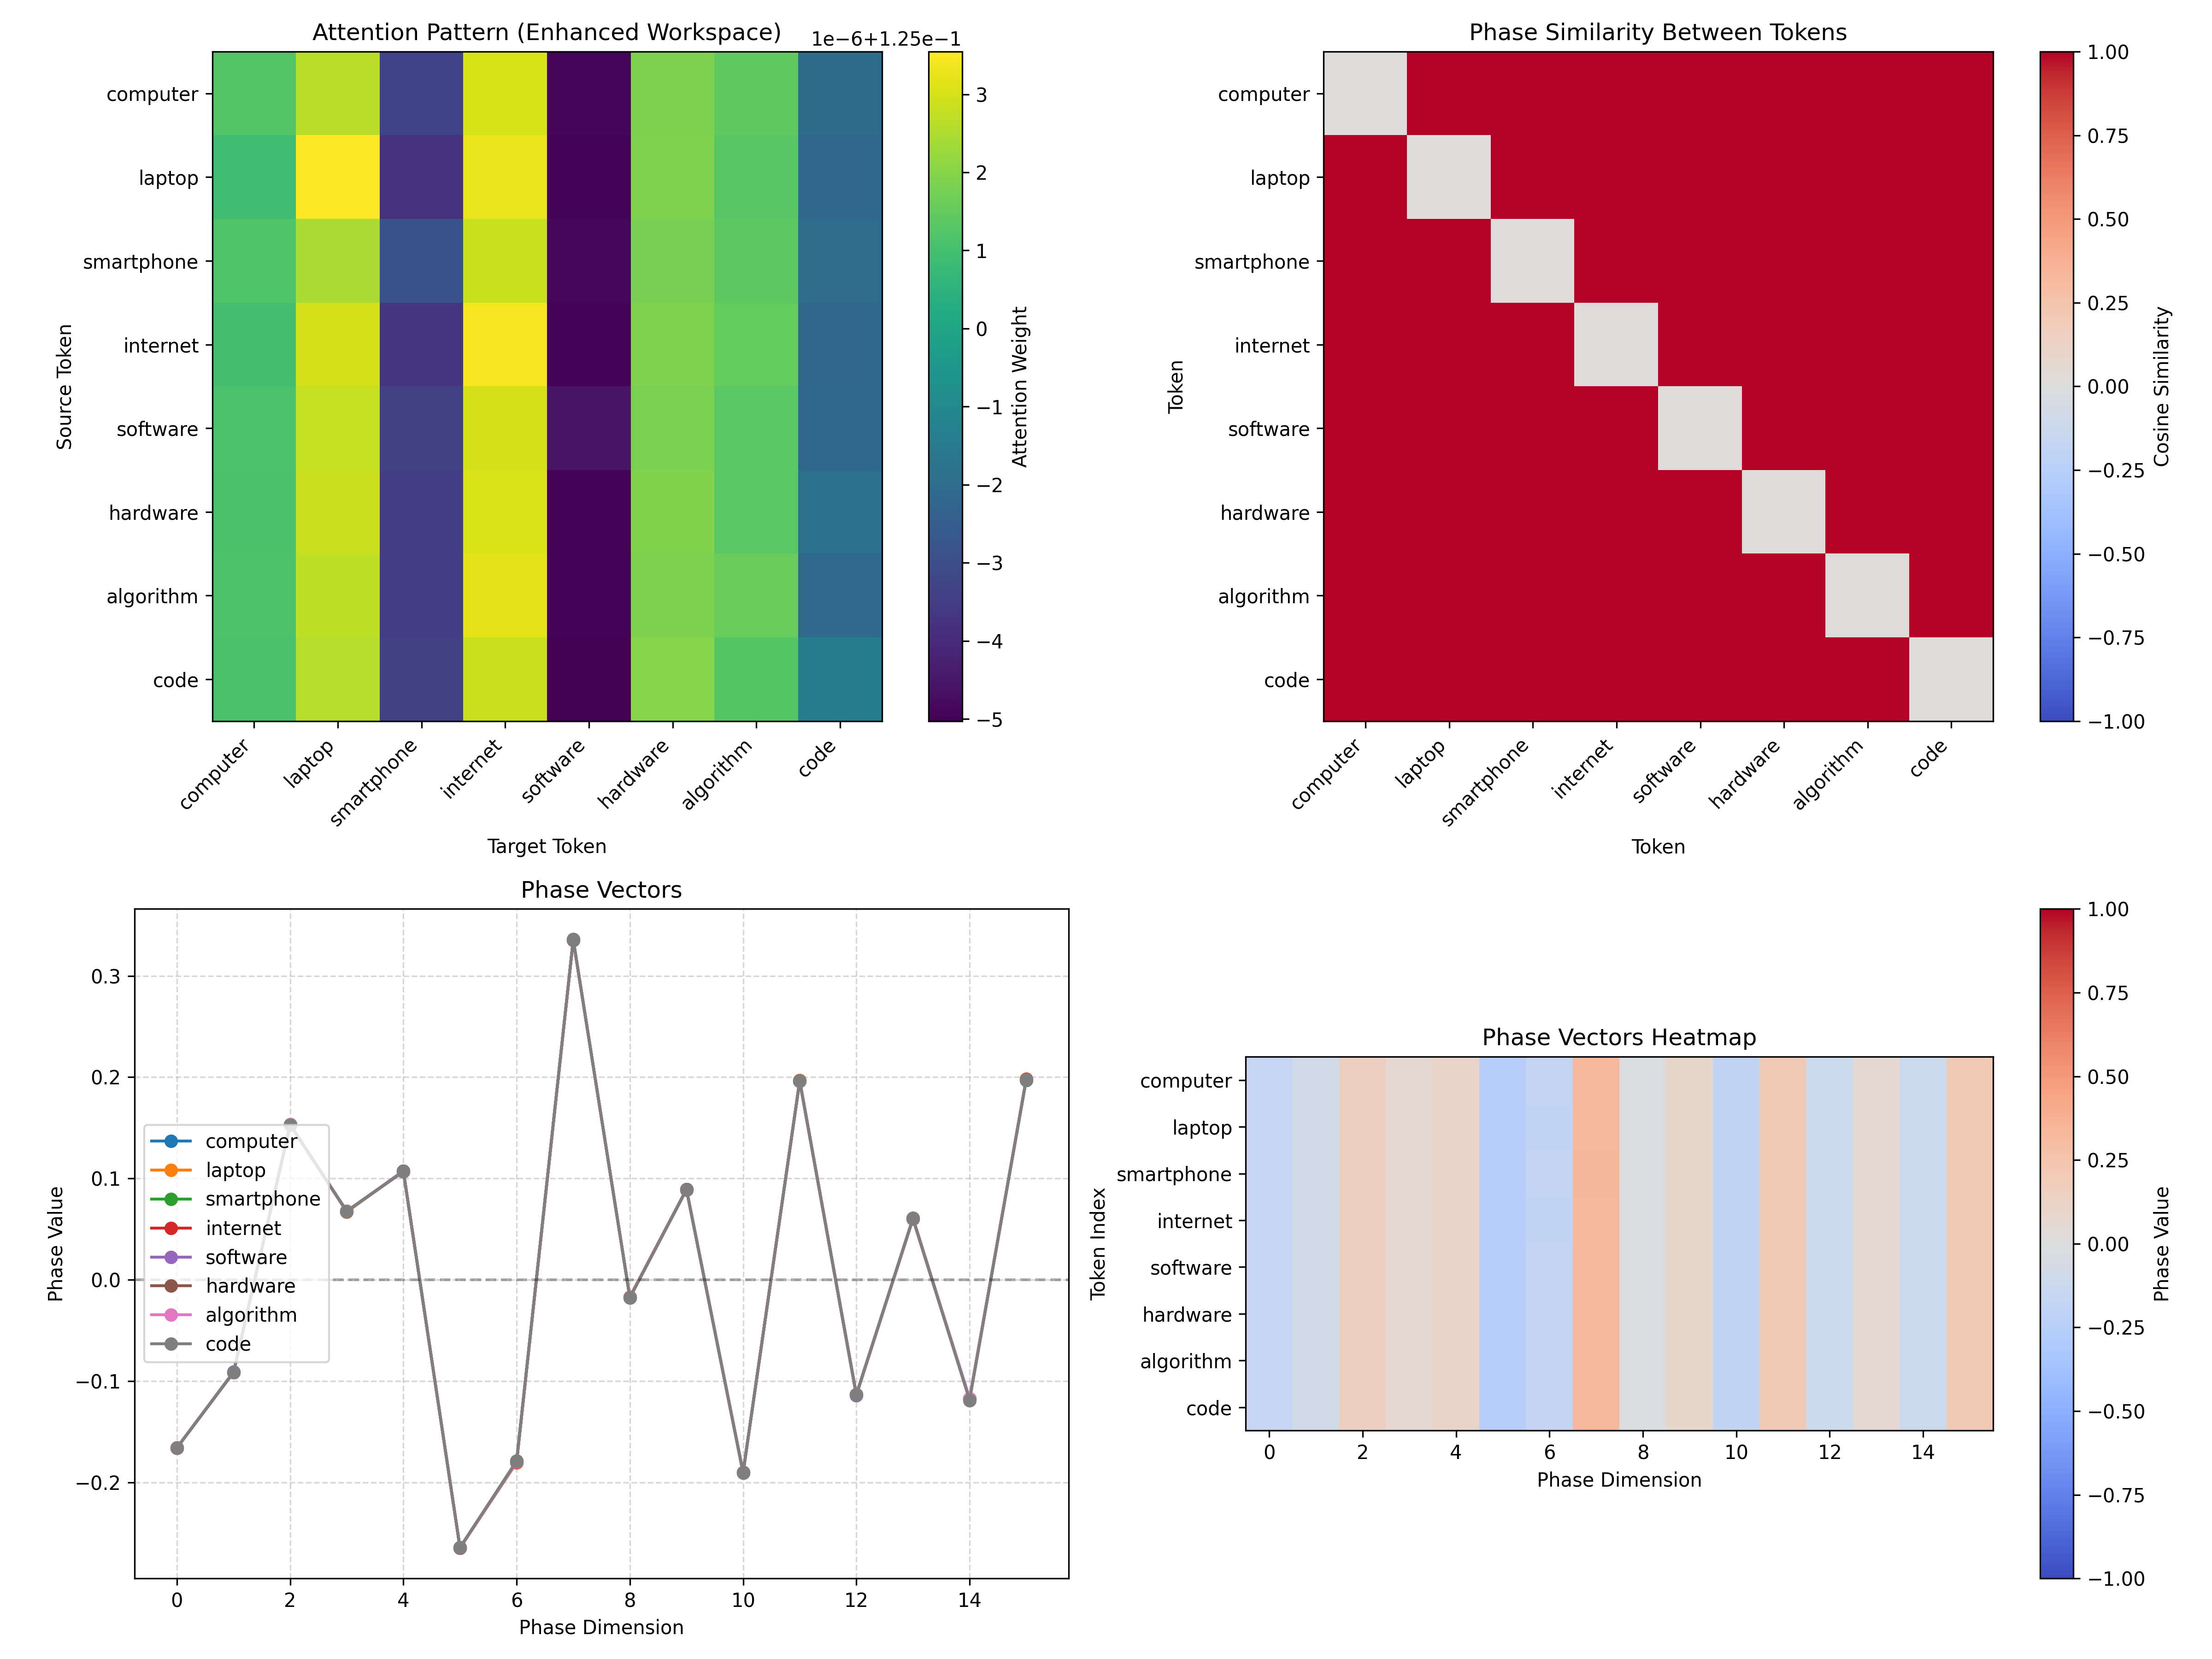 Attention Pattern (Enhanced Workspace)
1e−6+1.25e−1
computer
laptop
smartphone
internet
software
hardware
algorithm
code
Source Token
computer
laptop
smartphone
internet
software
hardware
algorithm
code
Target Token
3
2
1
0
−1
−2
−3
−4
−5
Attention Weight
Phase Similarity Between Tokens
computer
laptop
smartphone
internet
software
hardware
algorithm
code
Token
computer
laptop
smartphone
internet
software
hardware
algorithm
code
Token
1.00
0.75
0.50
0.25
0.00
−0.25
−0.50
−0.75
−1.00
Cosine Similarity
Phase Vectors
0.3
0.2
0.1
0.0
−0.1
−0.2
Phase Value
computer
laptop
smartphone
internet
software
hardware
algorithm
code
0 2 4 6 8 10 12 14
Phase Dimension
Phase Vectors Heatmap
computer
laptop
smartphone
internet
software
hardware
algorithm
code
Token Index
0 2 4 6 8 10 12 14
Phase Dimension
1.00
0.75
0.50
0.25
0.00
−0.25
−0.50
−0.75
−1.00
Phase Value